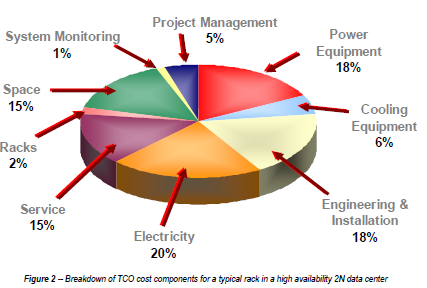 Project Management
5%
System Monitoring
1%
Power
Equipment
18%
Space
15%
Cooling
Equipment
6%
Racks
2%
Engineering &
Installation
18%
Service
15%
Electricity
20%
Figure 2 – Breakdown of TCO cost components for a typical rack in a high availability 2N data center